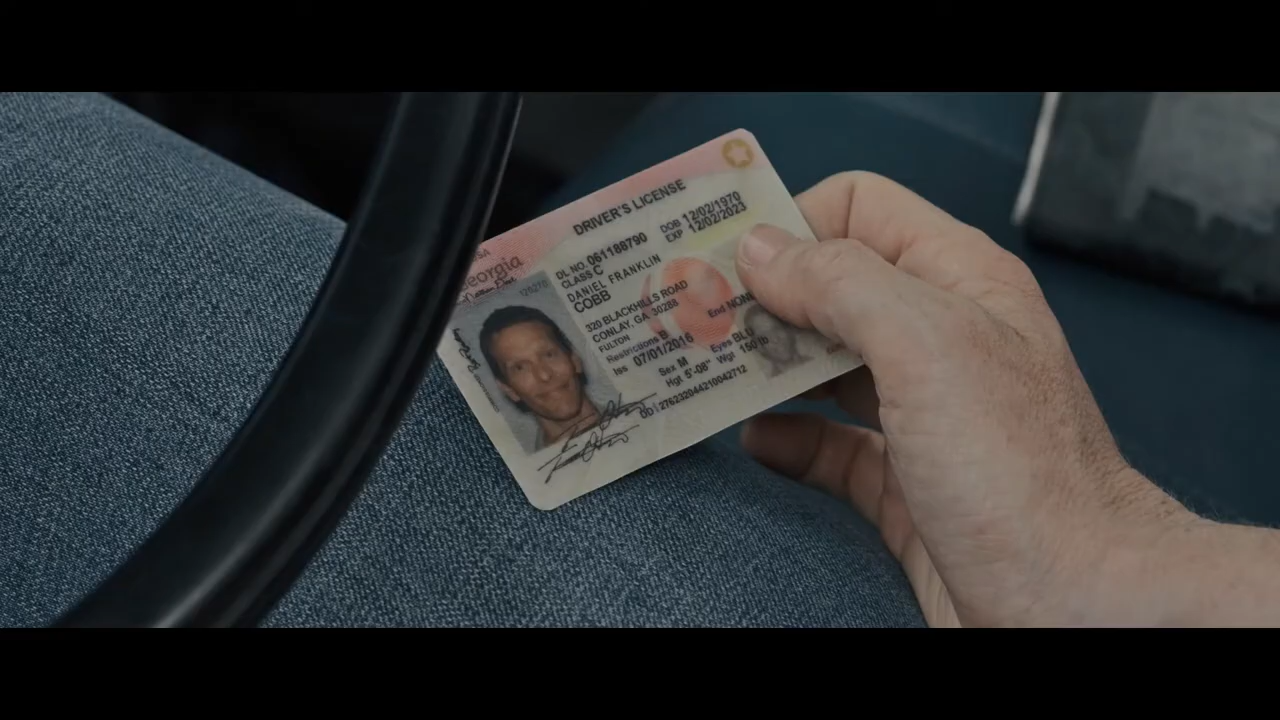 DRIVER'S LICENSE
USA
Georgia
DL NO. 061188790
DOB 12/02/1970
CLASS C
EXP 12/02/2023
DANIEL FRANKLIN
COBB
320 BLACKHILLS ROAD
CONLAY, GA 30288
FULTON
Restrictions B
End NONE
Iss 07/01/2016
Sex M
Eyes BLU
Hgt 5'-08"
Wgt 150 lb
DD 276232044210042712